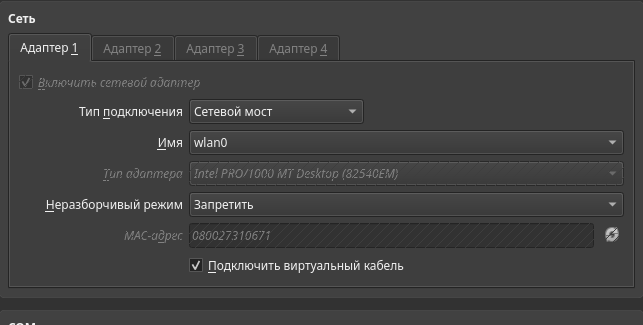 Сеть
Адаптер 1 Адаптер 2 Адаптер 3 Адаптер 4
Включить сетевой адаптер
Тип подключения Сетевой мост
Имя wlan0
Тип адаптера Intel PRO/1000 MT Desktop (82540EM)
Неразборчивый режим Запретить
MAC-адрес 080027310671
Подключить виртуальный кабель